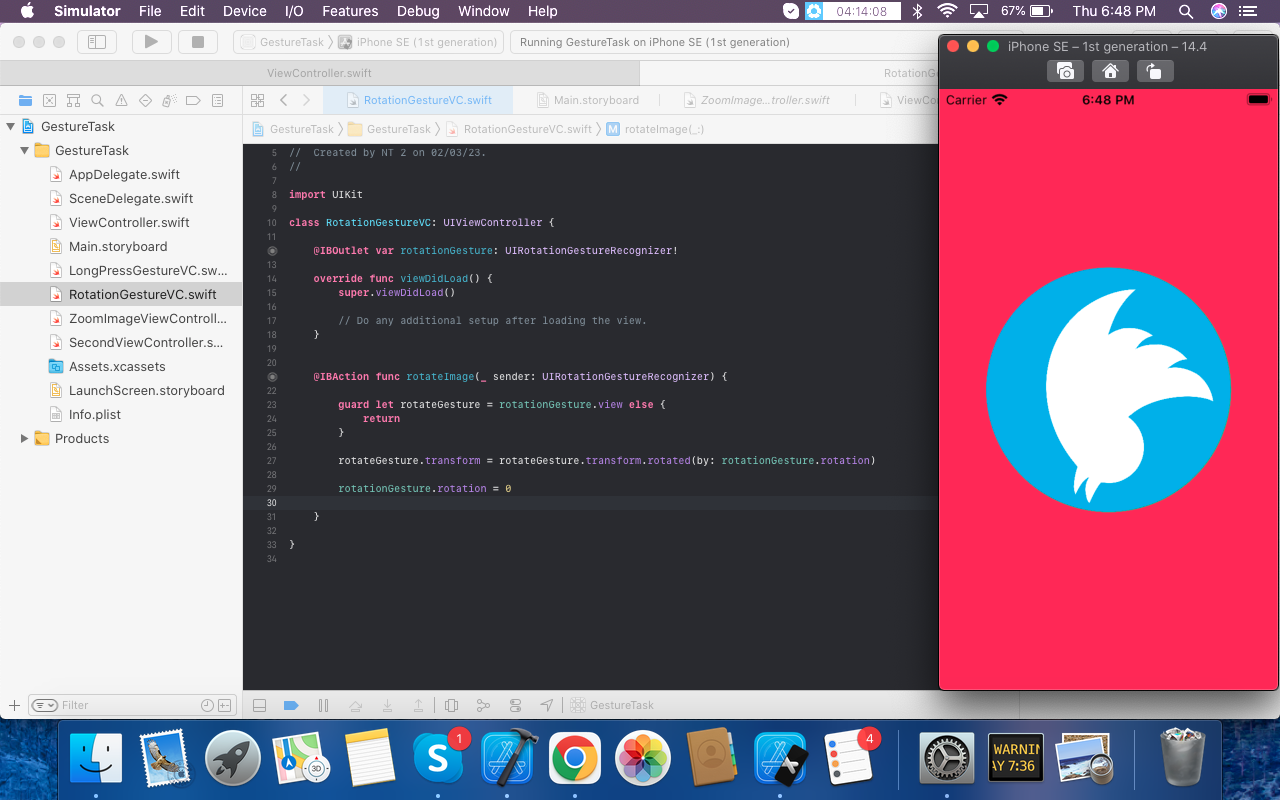 Simulator File Edit Device I/O Features Debug Window Help 04:14:08 67% Thu 6:48 PM
GestureTask iPhone SE (1st generation) Running GestureTask on iPhone SE (1st generation)
ViewController.swift
RotationG
RotationGestureVC.swift Main.storyboard ZoomImage...troller.swift ViewCo
GestureTask GestureTask RotationGestureVC.swift M rotateImage(_:)
GestureTask
GestureTask
AppDelegate.swift
SceneDelegate.swift
ViewController.swift
Main.storyboard
LongPressGestureVC.sw...
RotationGestureVC.swift
ZoomImageViewControll...
SecondViewController.s...
Assets.xcassets
LaunchScreen.storyboard
Info.plist
Products
Filter
5 //  Created by NT 2 on 02/03/23.
6 //
7
8 import UIKit
9
10 class RotationGestureVC: UIViewController {
11
@IBOutlet var rotationGesture: UIRotationGestureRecognizer!
13
14 override func viewDidLoad() {
15 super.viewDidLoad()
16
17 // Do any additional setup after loading the view.
18 }
19
20
@IBAction func rotateImage(_ sender: UIRotationGestureRecognizer) {
22
23 guard let rotateGesture = rotationGesture.view else {
24 return
25 }
26
27 rotateGesture.transform = rotateGesture.transform.rotated(by: rotationGesture.rotation)
28
29 rotationGesture.rotation = 0
30
31 }
32
33 }
34
GestureTask
iPhone SE – 1st generation – 14.4
Carrier 6:48 PM
S 1
3D
4
WARNIN
AY 7:36